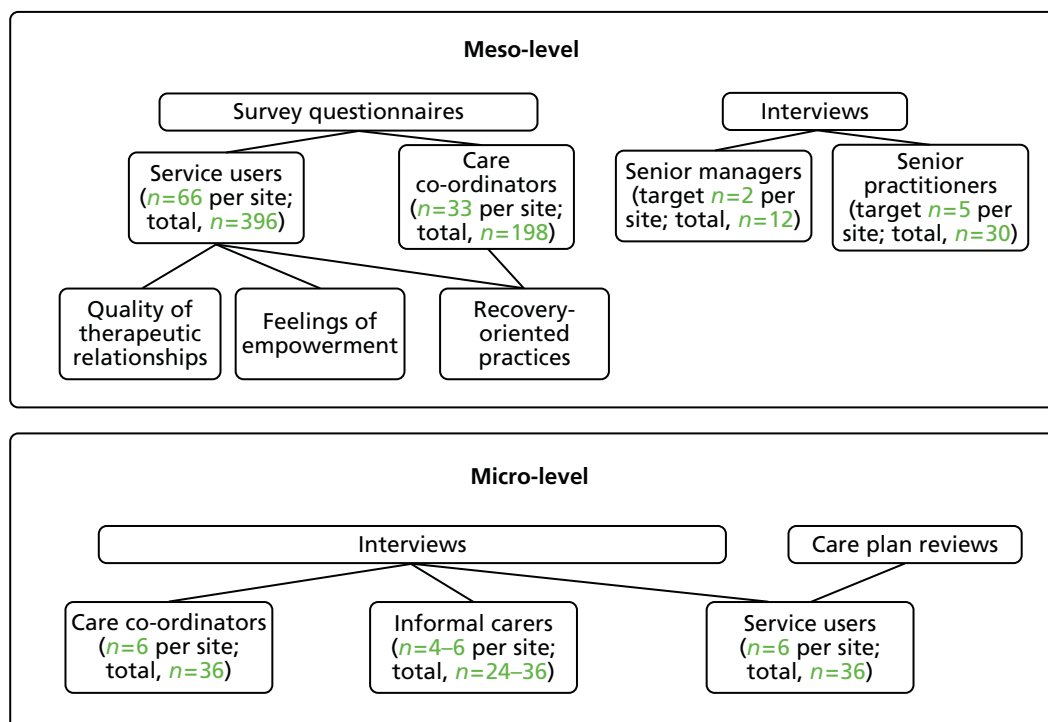 Meso-level
Survey questionnaires
Interviews
Service
users
(n=66 per site;
total, n=396)
Care
co-ordinators
(n=33 per site;
total, n=198)
Senior managers
(target n=2 per
site; total, n=12)
Senior
practitioners
(target n=5 per
site; total, n=30)
Quality of
therapeutic
relationships
Feelings of
empowerment
Recovery-
oriented
practices
Micro-level
Interviews
Care plan reviews
Care co-ordinators
(n=6 per site;
total, n=36)
Informal carers
(n=4–6 per site;
total, n=24–36)
Service users
(n=6 per site;
total, n=36)